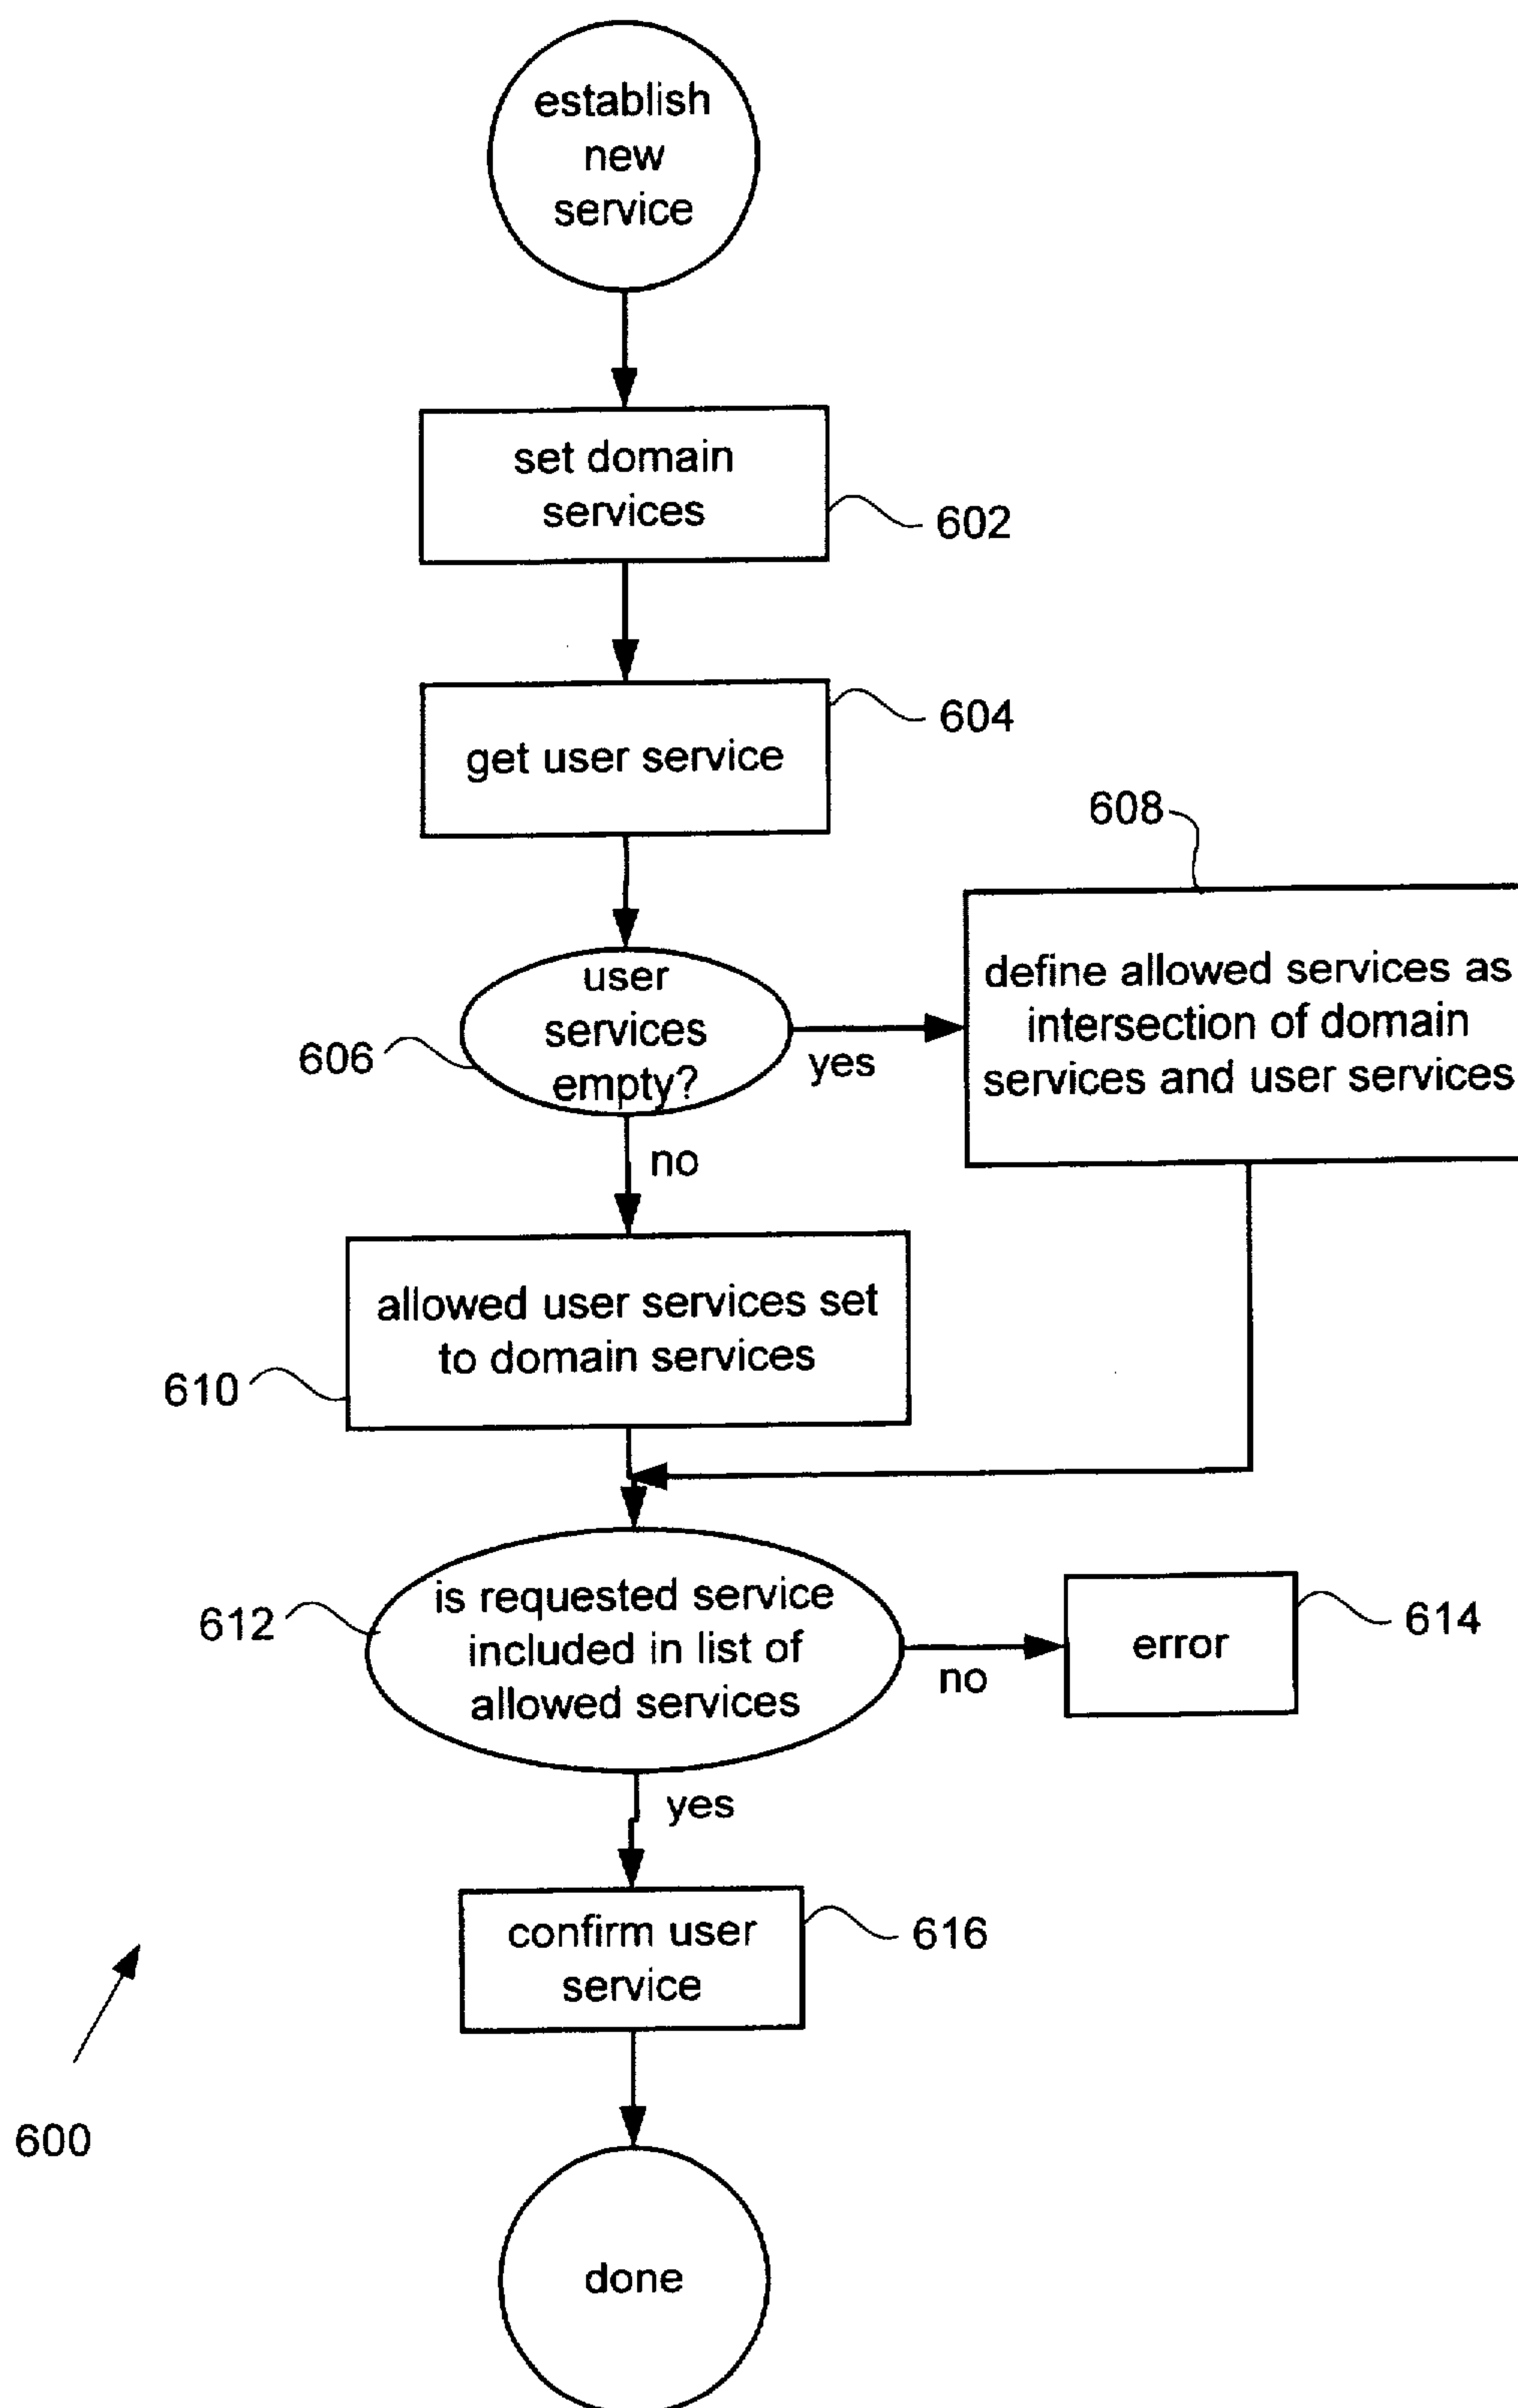 establish
new
service
set domain
services
602
get user service
604
608
user
services
empty?
606
yes
define allowed services as
intersection of domain
services and user services
no
allowed user services set
to domain services
610
is requested service
included in list of
allowed services
612
no
error
614
yes
confirm user
service
616
600
done